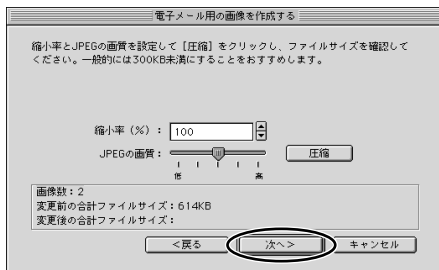 電子メール用の画像を作成する
縮小率とJPEGの画質を設定して［圧縮］をクリックし、ファイルサイズを確認して
ください。一般的には300KB未満にすることをおすすめします。
縮小率（%）： 100
JPEGの画質： 圧縮
低 高
画像数：2
変更前の合計ファイルサイズ：614KB
変更後の合計ファイルサイズ：
＜戻る 次へ＞ キャンセル